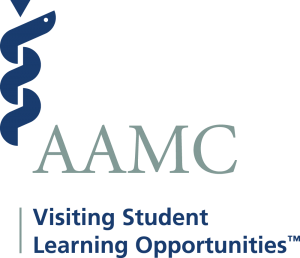 AAMC
Visiting Student
Learning Opportunities™